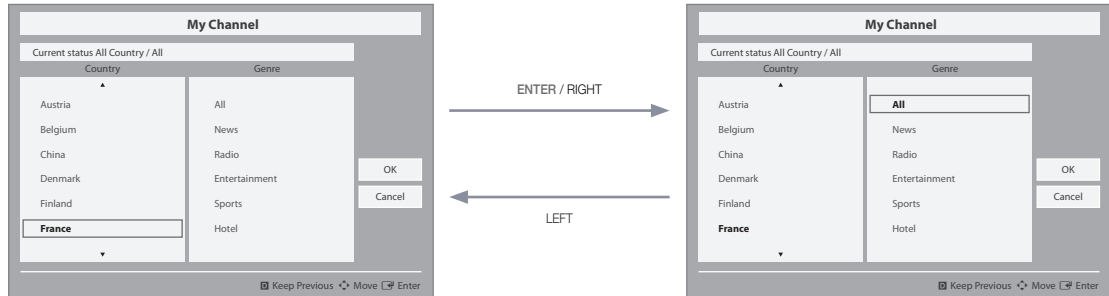 My Channel
Current status All Country / All
Country Genre
Austria All
Belgium News
China Radio
Denmark Entertainment
Finland Sports
France Hotel
OK
Cancel
D Keep Previous Move Enter
ENTER / RIGHT
LEFT
My Channel
Current status All Country / All
Country Genre
Austria All
Belgium News
China Radio
Denmark Entertainment
Finland Sports
France Hotel
OK
Cancel
D Keep Previous Move Enter